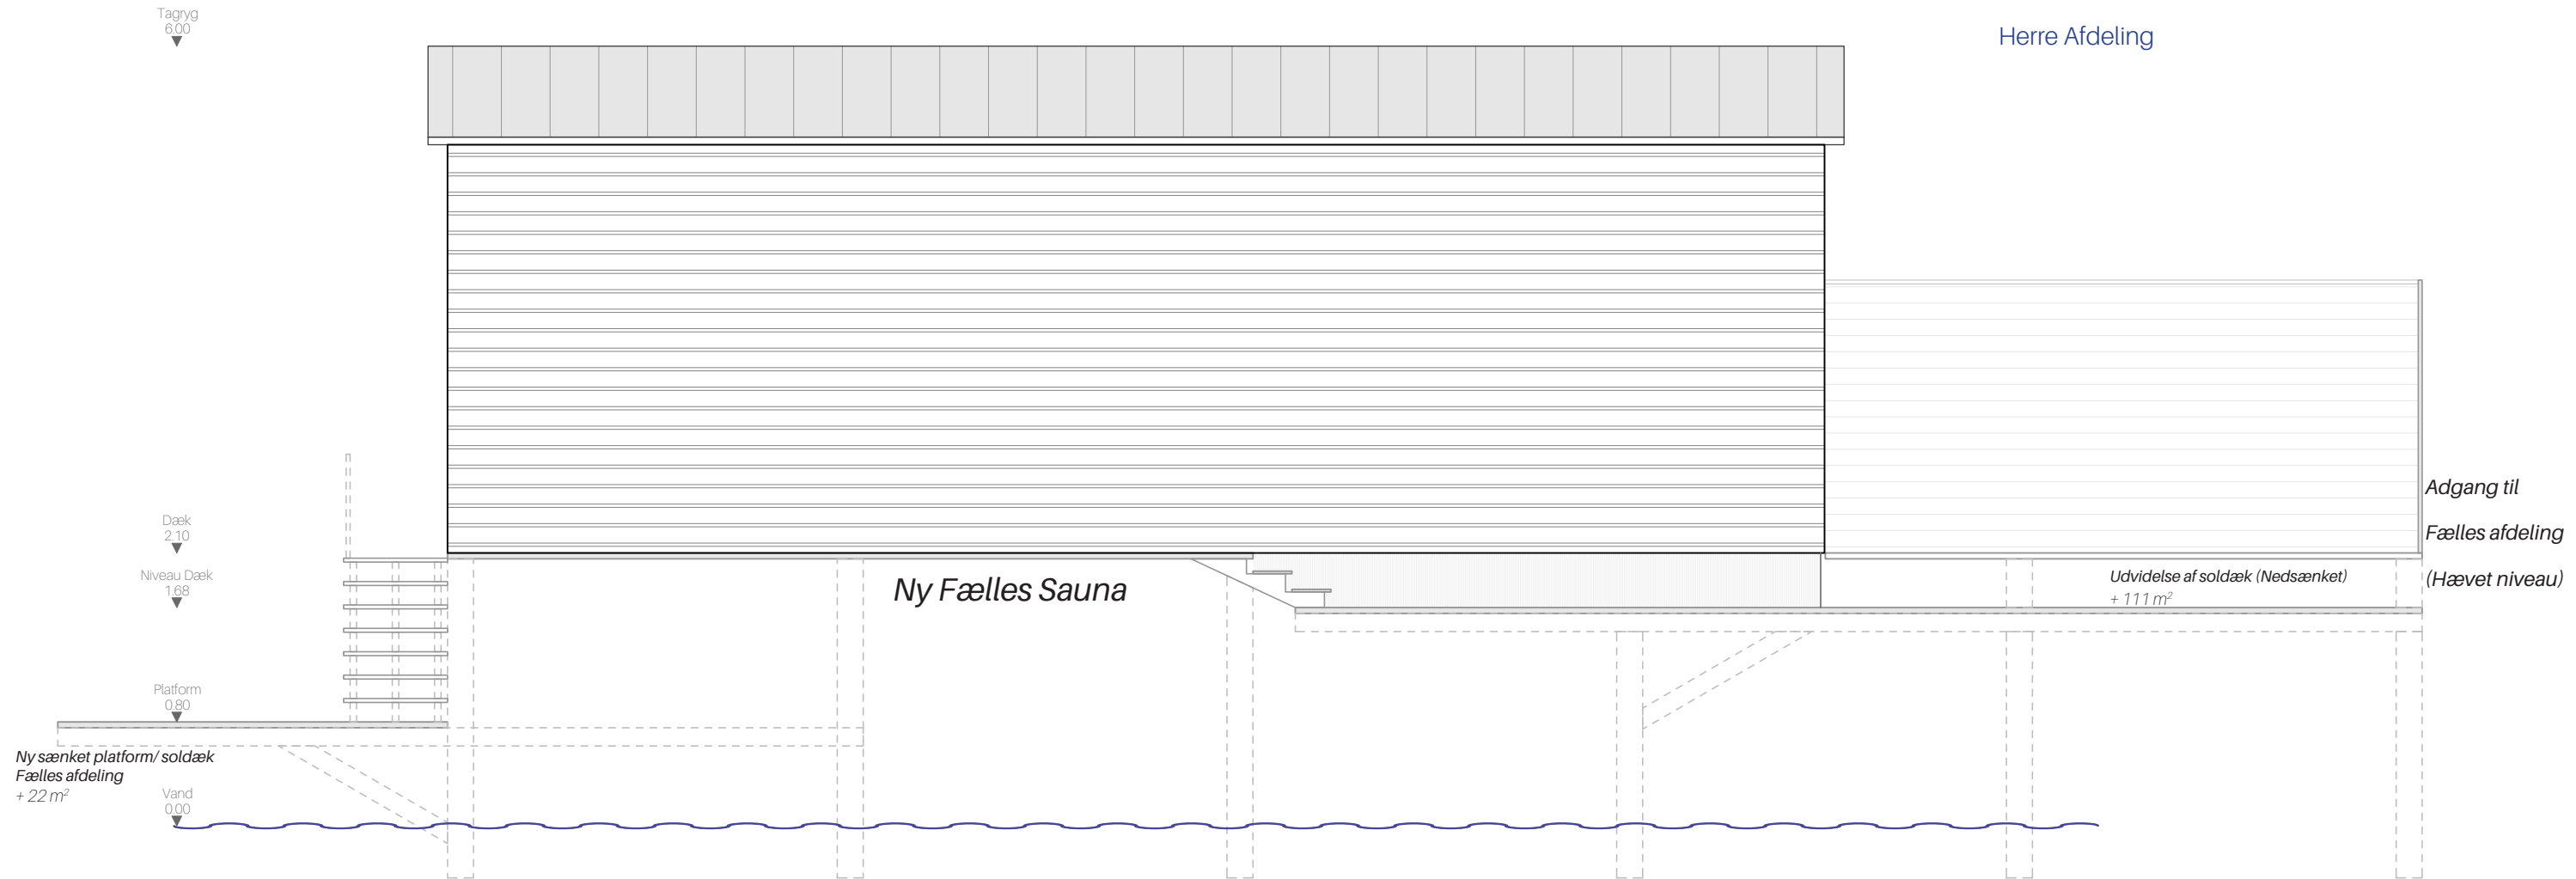 Tagryg
6.00
Herre Afdeling
Dæk
2.10
Niveau Dæk
1.68
Platform
0.80
Ny sænket platform/ soldæk
Fælles afdeling
+ 22 m²
Vand
0.00
Ny Fælles Sauna
Udvidelse af soldæk (Nedsænket)
+ 111 m²
Adgang til
Fælles afdeling
(Hævet niveau)